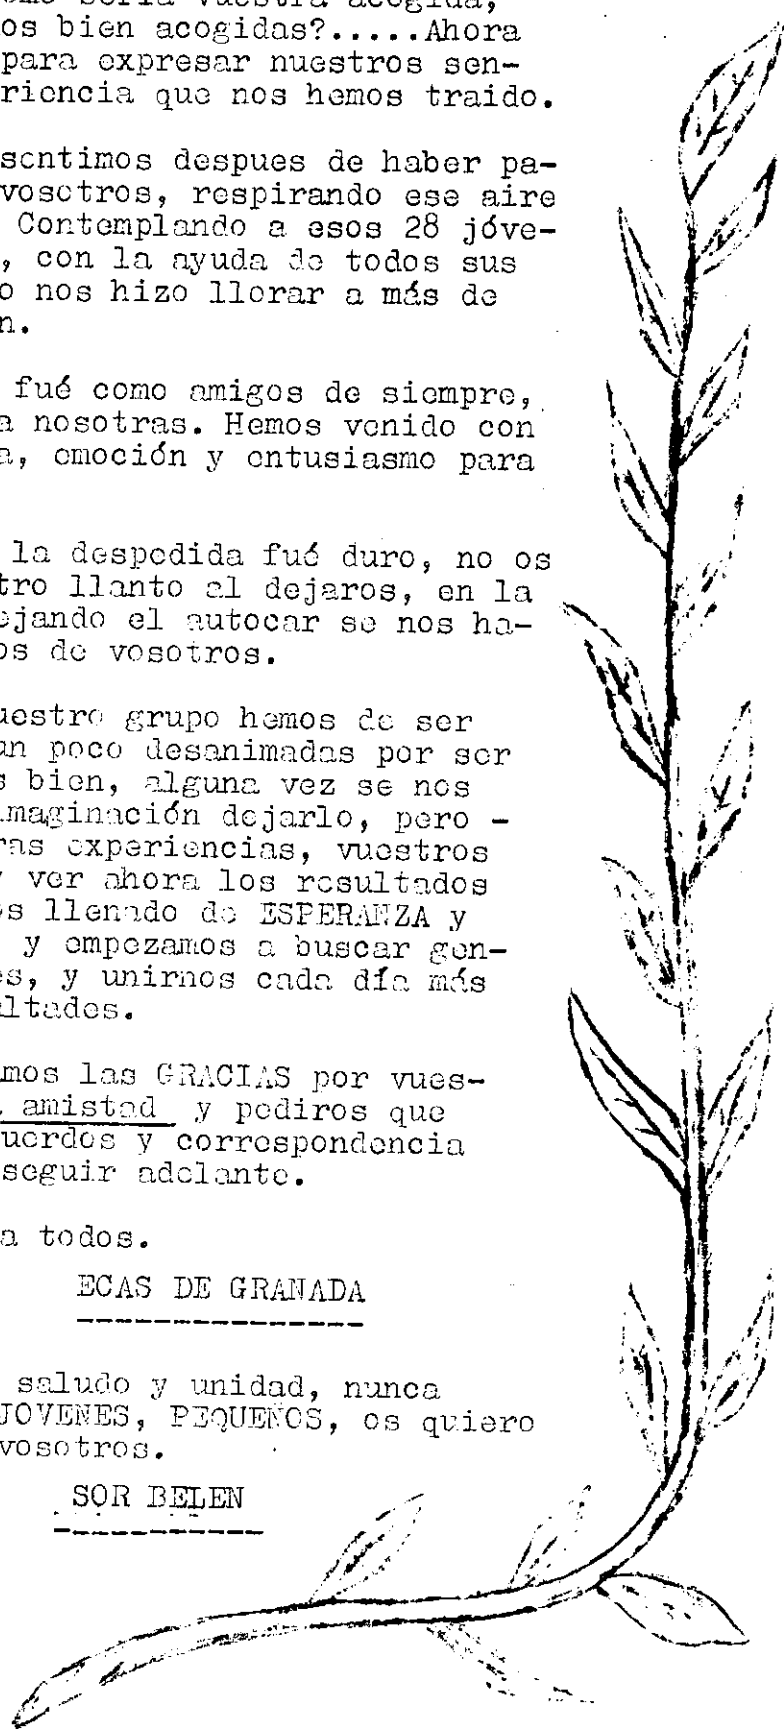 vuestra acogida,
os bien acogidas?.....Ahora
para expresar nuestros sen-
riencia que nos hemos traido.
sentimos despues de haber pa-
vosotros, respirando ese aire
Contemplando a esos 28 jóve-
, con la ayuda de todos sus
o nos hizo llorar a más de
n.
fué como amigos de siempre,
a nosotras. Hemos venido con
a, emoción y entusiasmo para
la despedida fué duro, no os
tro llanto al dejaros, en la
ejando el autocar se nos ha-
os de vosotros.
uestro grupo hemos de ser
un poco desanimadas por ser
s bien, alguna vez se nos
imaginación dejarlo, pero -
ras experiencias, vuestros
y ver ahora los resultados
os llenado de ESPERANZA y
y empezamos a buscar gen-
es, y unirnos cada día más
ltados.
mos las GRACIAS por vues-
amistad y pediros que
uerdos y correspondencia
seguir adelante.
a todos.
ECAS DE GRANADA
saludo y unidad, nunca
JOVENES, PEQUEÑOS, os quiero
vosotros.
SOR BELEN